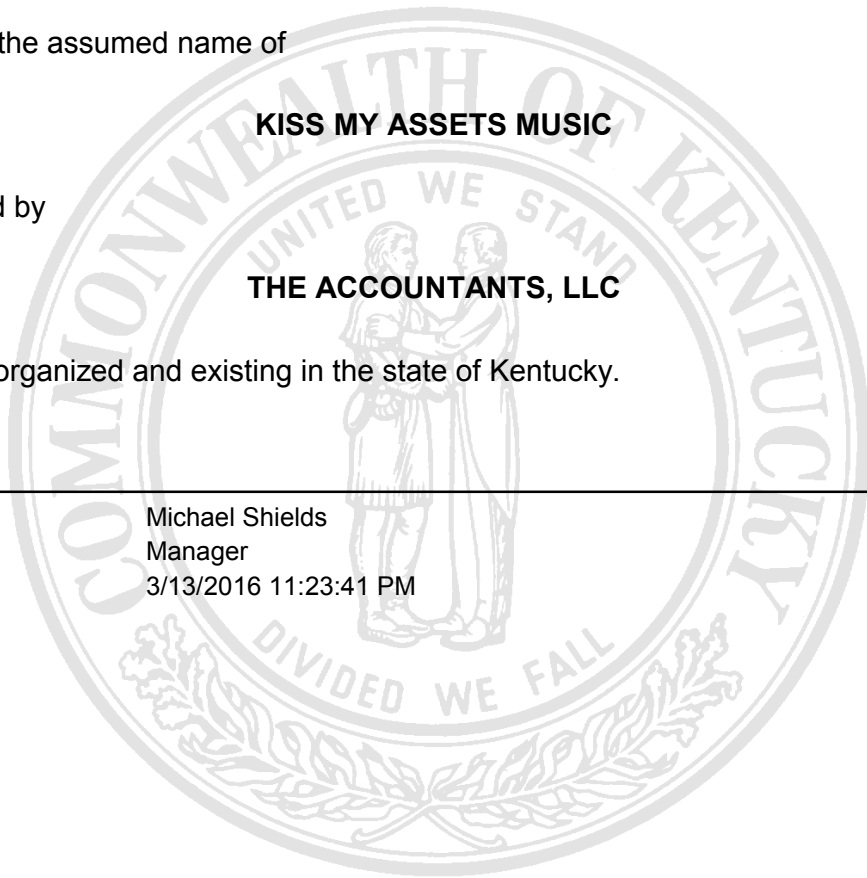 the assumed name of
KISS MY ASSETS MUSIC
d by
THE ACCOUNTANTS, LLC
organized and existing in the state of Kentucky.
Michael Shields
Manager
3/13/2016 11:23:41 PM
COMMONWEALTH OF KENTUCKY
UNITED WE STAND
DIVIDED WE FALL